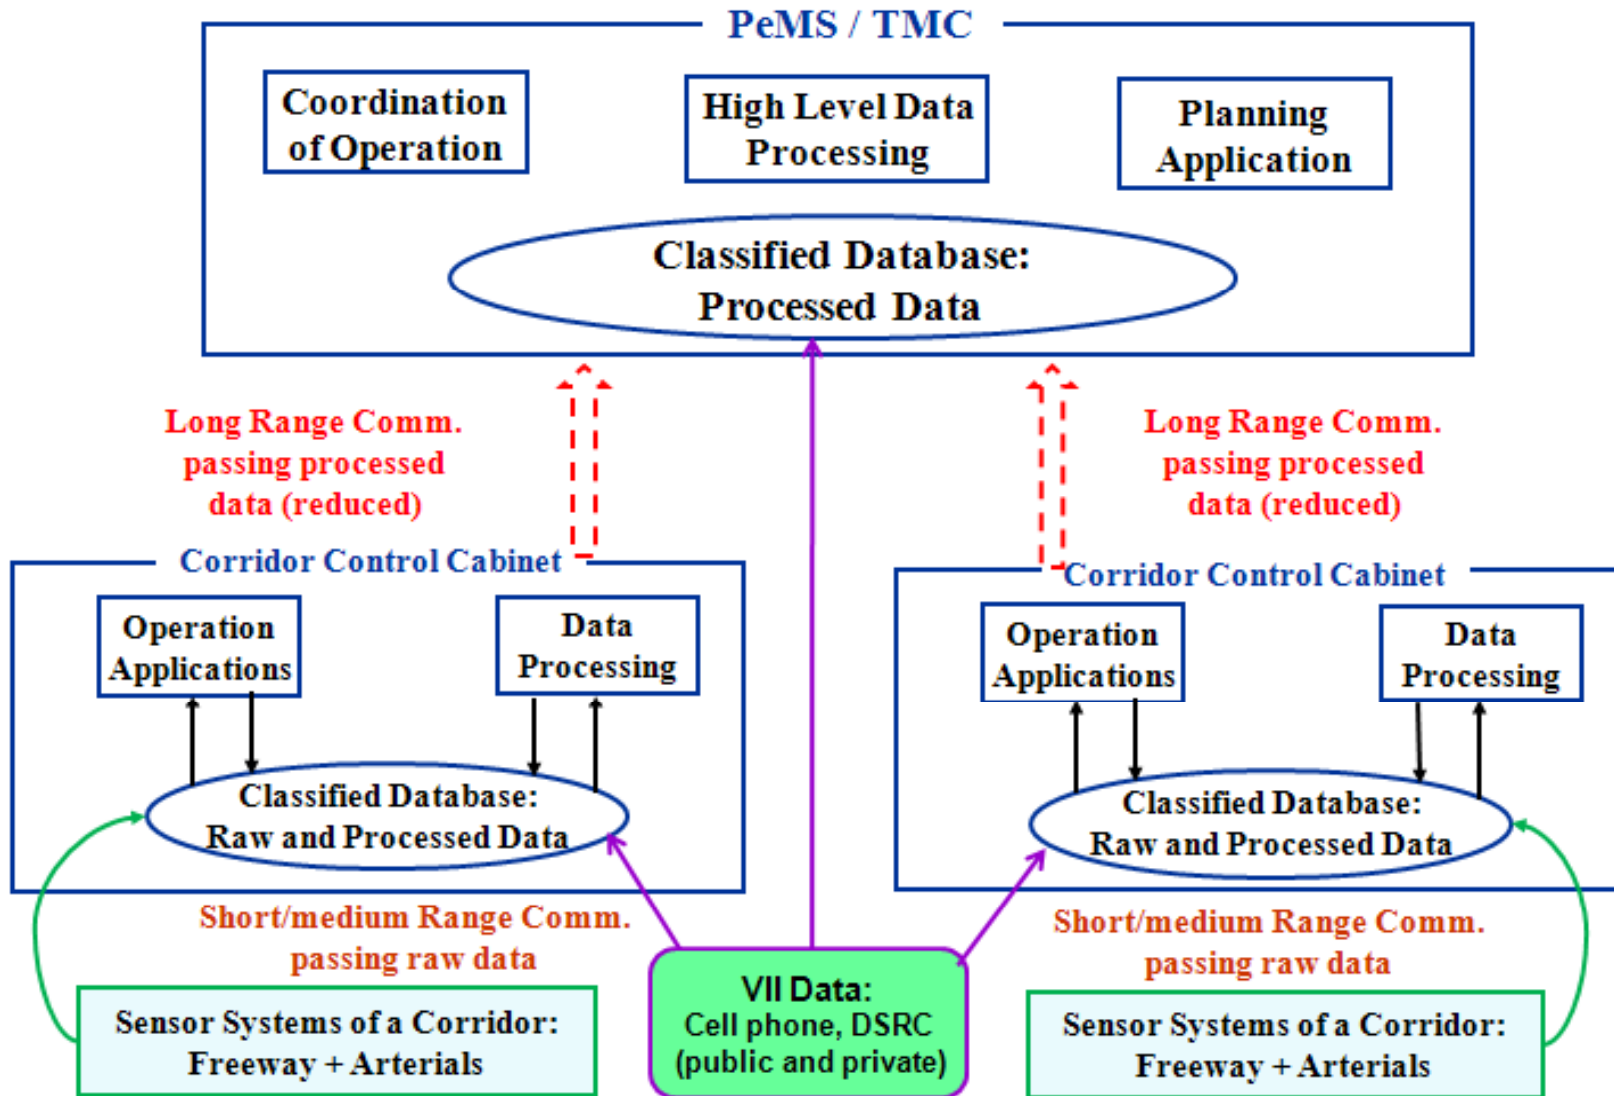 PeMS / TMC
Coordination
of Operation
High Level Data
Processing
Planning
Application
Classified Database:
Processed Data
Long Range Comm.
passing processed
data (reduced)
Long Range Comm.
passing processed
data (reduced)
Corridor Control Cabinet
Operation
Applications
Data
Processing
Classified Database:
Raw and Processed Data
Corridor Control Cabinet
Operation
Applications
Data
Processing
Classified Database:
Raw and Processed Data
Short/medium Range Comm.
passing raw data
Short/medium Range Comm.
passing raw data
Sensor Systems of a Corridor:
Freeway + Arterials
VII Data:
Cell phone, DSRC
(public and private)
Sensor Systems of a Corridor:
Freeway + Arterials